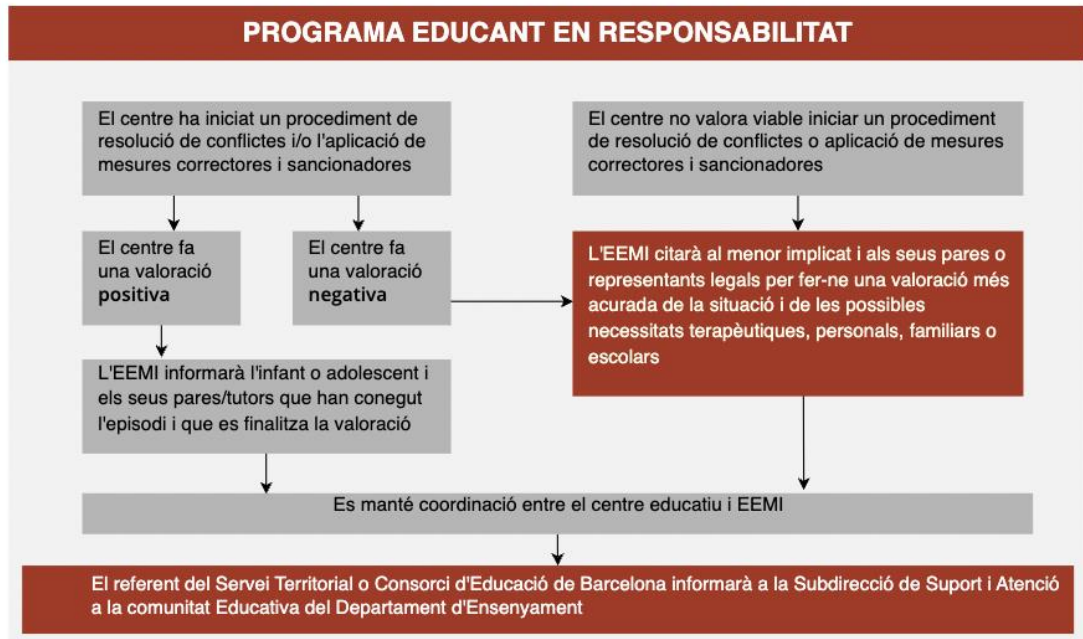 PROGRAMA EDUCANT EN RESPONSABILITAT
El centre ha iniciat un procediment de
resolució de conflictes i/o l'aplicació de
mesures correctores i sancionadores
El centre no valora viable iniciar un procediment
de resolució de conflictes o aplicació de mesures
correctores i sancionadores
El centre fa
una valoració
positiva
El centre fa
una valoració
negativa
L'EEMI citarà al menor implicat i als seus pares o
representants legals per fer-ne una valoració més
acurada de la situació i de les possibles
necessitats terapèutiques, personals, familiars o
escolars
L'EEMI informarà l'infant o adolescent i
els seus pares/tutors que han conegut
l'episodi i que es finalitza la valoració
Es manté coordinació entre el centre educatiu i EEMI
El referent del Servei Territorial o Consorci d'Educació de Barcelona informarà a la Subdirecció de Suport i Atenció
a la comunitat Educativa del Departament d'Ensenyament